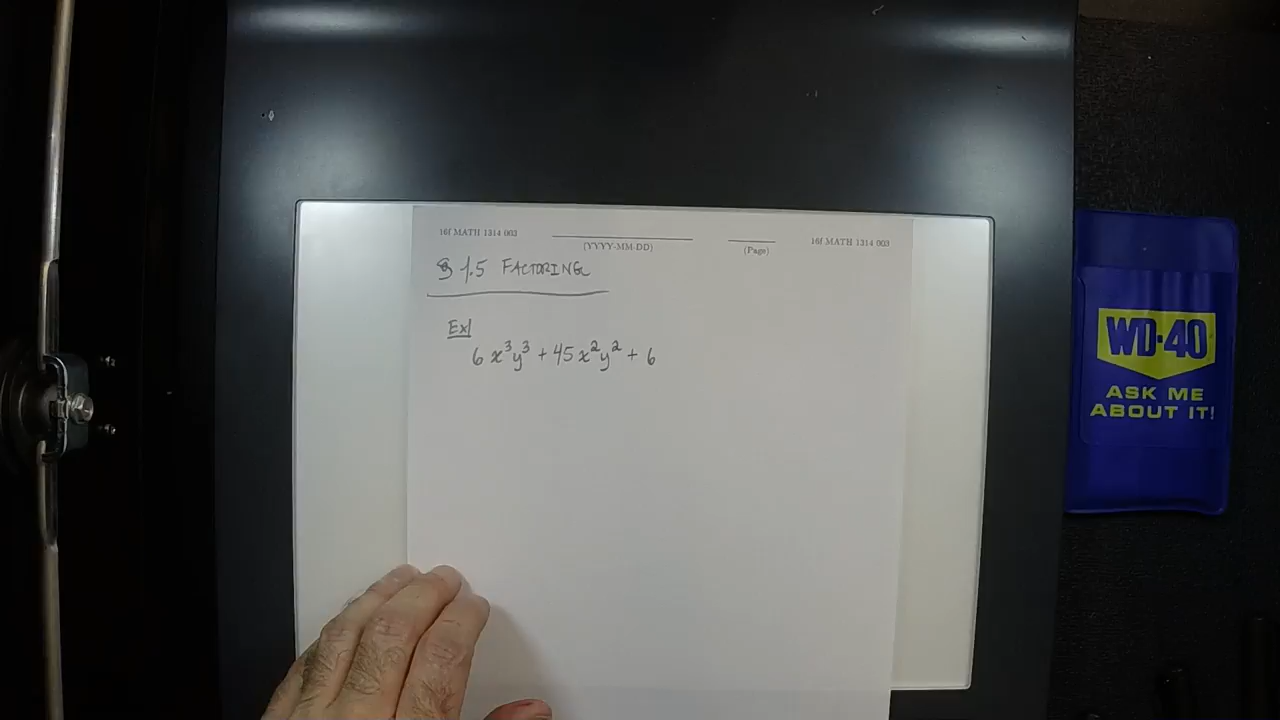 16f MATH 1314 003 (YYYY-MM-DD) (Page) 16f MATH 1314 003
§ 1.5 FACTORING
Ex|
6x³y³ + 45x²y² + 6
WD-40
ASK ME
ABOUT IT!